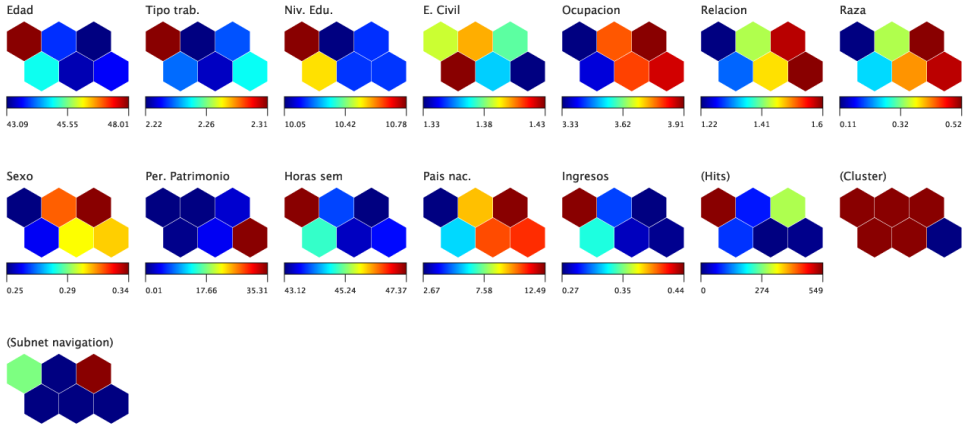 Edad Tipo trab. Niv. Edu. E. Civil Ocupacion Relacion Raza
43.09 45.55 48.01 2.22 2.26 2.31 10.05 10.42 10.78 1.33 1.38 1.43 3.33 3.62 3.91 1.22 1.41 1.6 0.11 0.32 0.52
Sexo Per. Patrimonio Horas sem Pais nac. Ingresos (Hits) (Cluster)
0.25 0.29 0.34 0.01 17.66 35.31 43.12 45.24 47.37 2.67 7.58 12.49 0.27 0.35 0.44 0 274 549
(Subnet navigation)